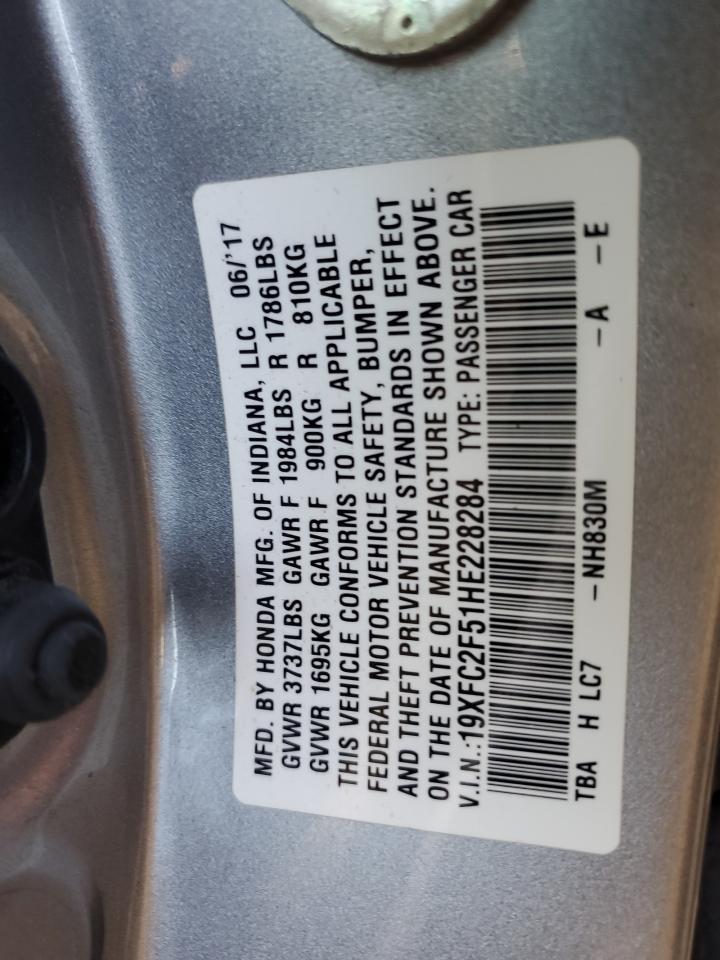 MFD. BY HONDA MFG. OF INDIANA, LLC 06/'17
GVWR 3737LBS GAWR F 1984LBS R 1786LBS
GVWR 1695KG GAWR F 900KG R 810KG
THIS VEHICLE CONFORMS TO ALL APPLICABLE
FEDERAL MOTOR VEHICLE SAFETY, BUMPER,
AND THEFT PREVENTION STANDARDS IN EFFECT
ON THE DATE OF MANUFACTURE SHOWN ABOVE.
V.I.N.:19XFC2F51HE228284 TYPE: PASSENGER CAR
TBA H LC7 -NH830M -A -E